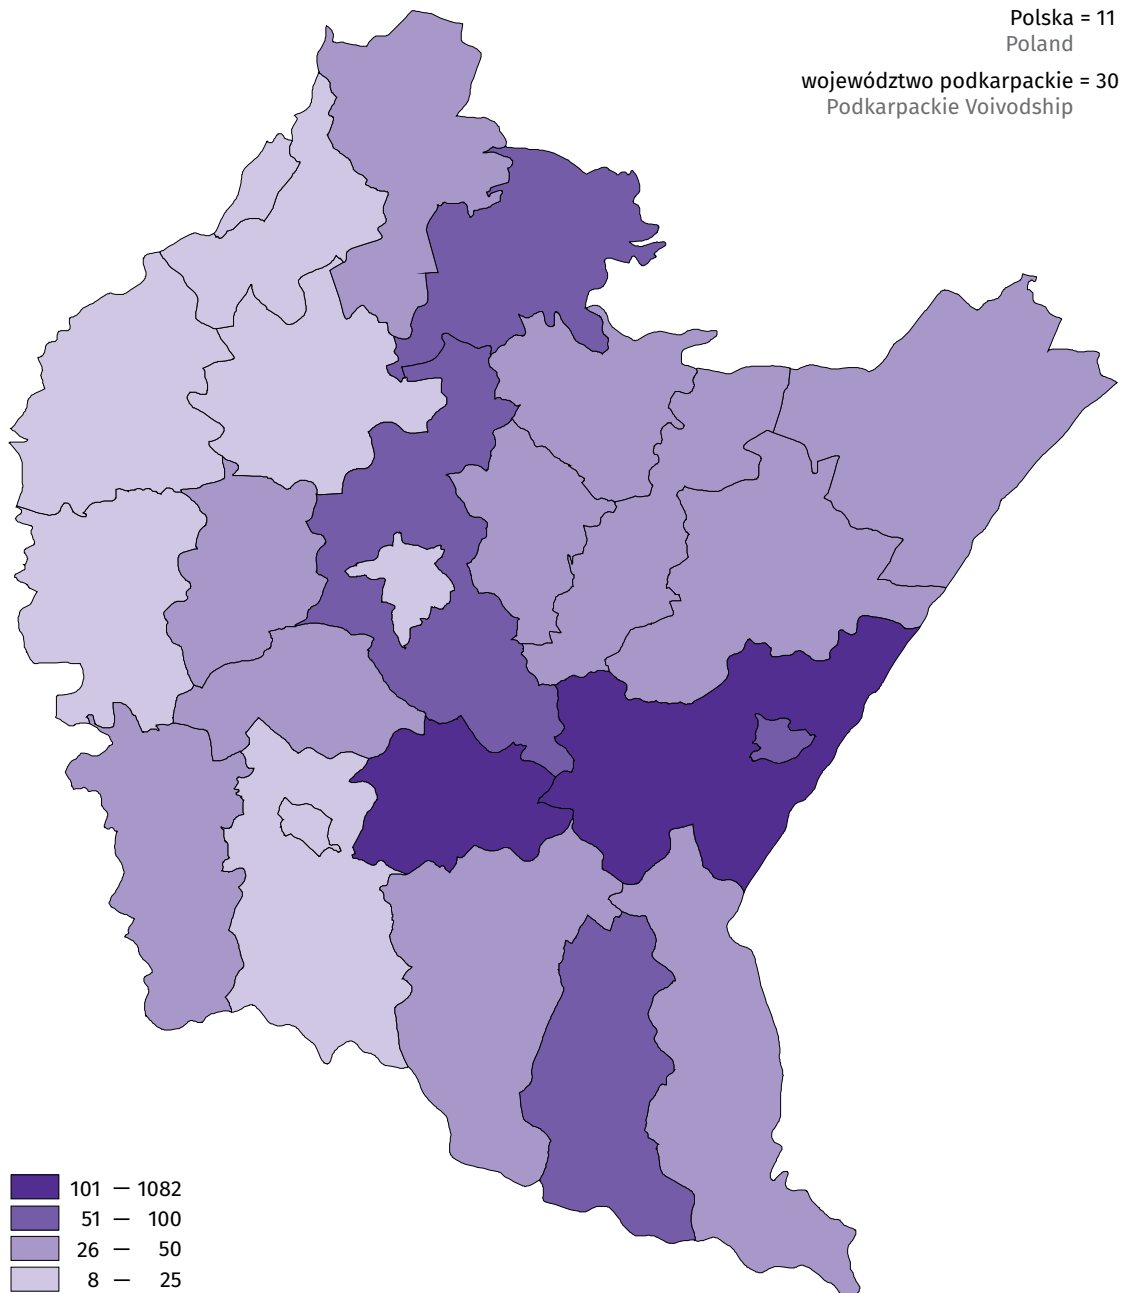 Polska = 11
Poland
województwo podkarpackie = 30
Podkarpackie Voivodship
101 — 1082
51 — 100
26 — 50
8 — 25